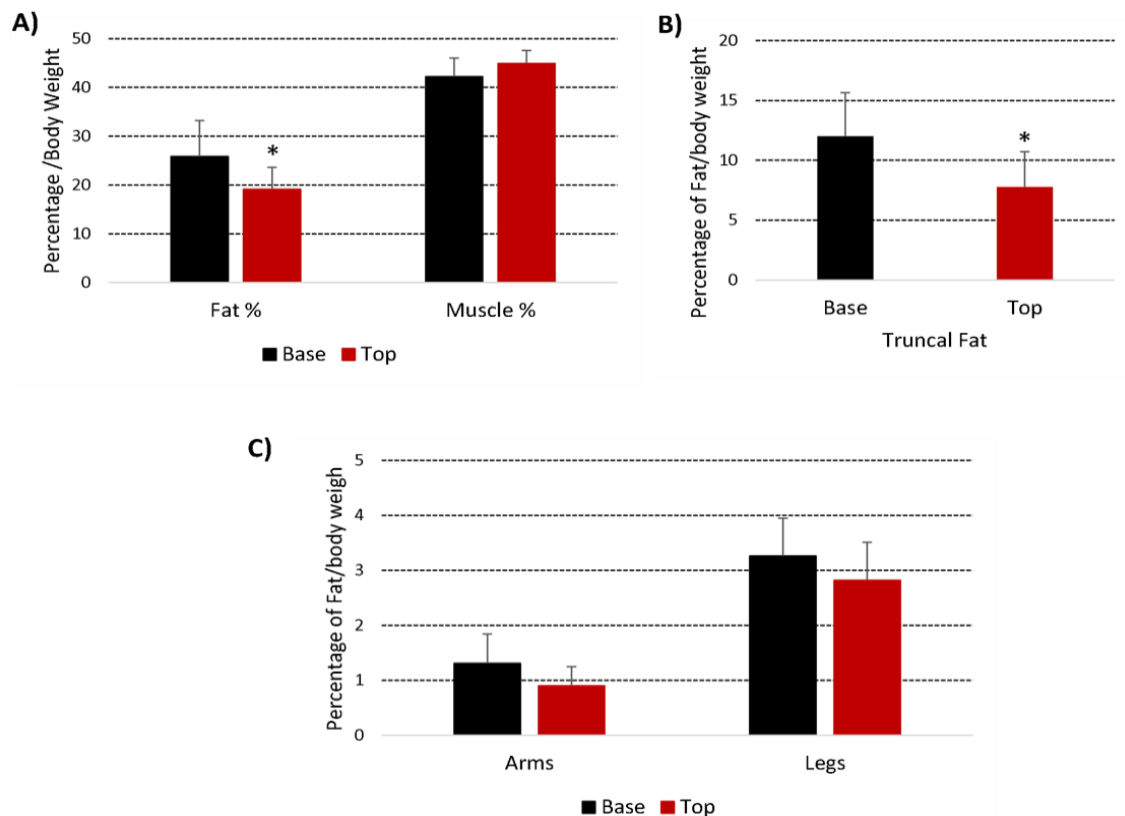 A)
Percentage /Body Weight
50
40
30
20
10
0
*
Fat %
Muscle %
Base Top
B)
Percentage of Fat/body weight
20
15
10
5
0
*
Base
Top
Truncal Fat
C)
Percentage of Fat/body weigh
5
4
3
2
1
0
Arms
Legs
Base Top